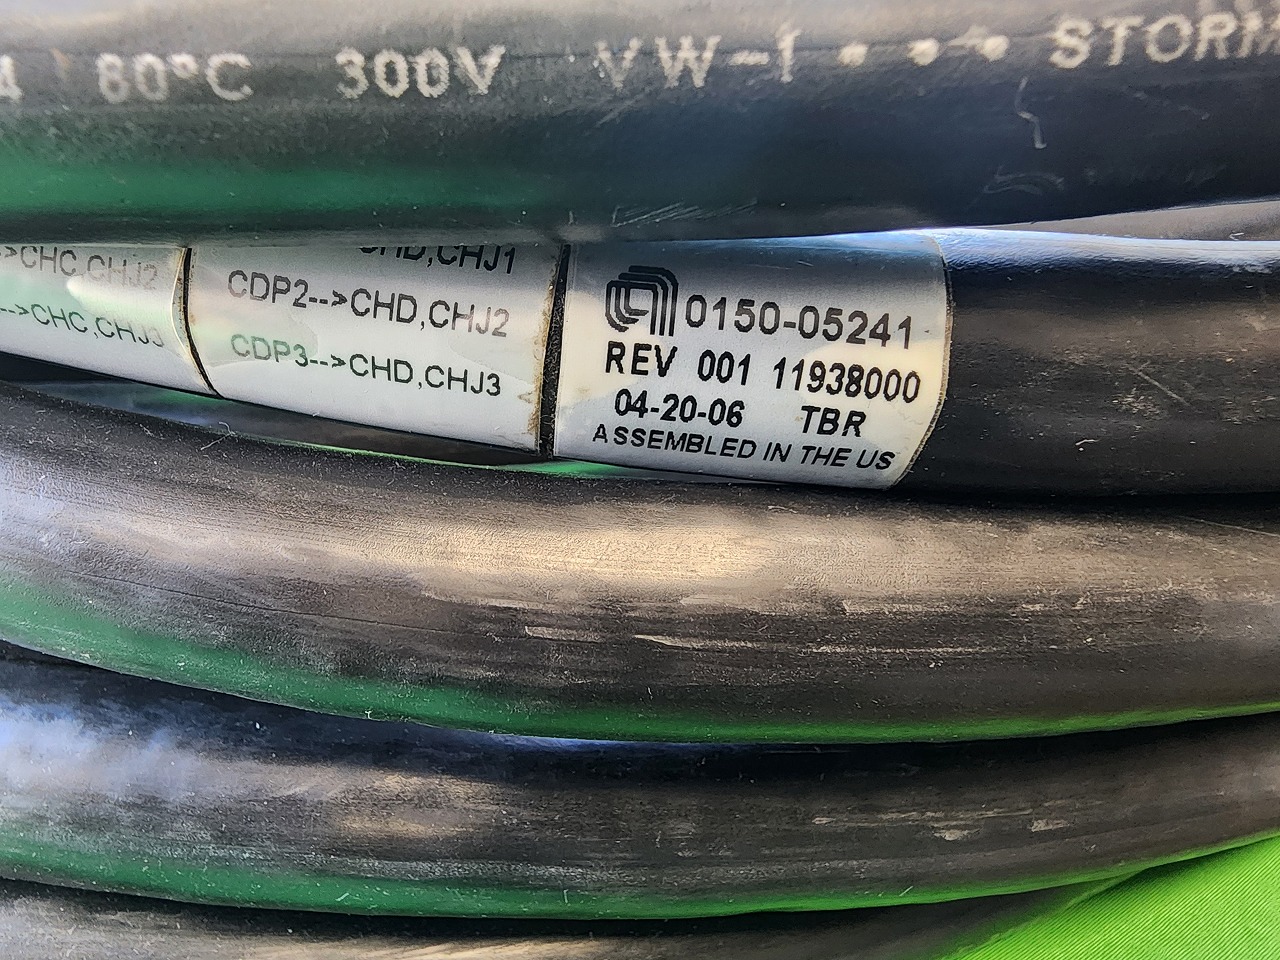 80°C 300V VW-1 STORM
CHC,CHJ2
-->CHC,CHJ3
CHD,CHJ1
CDP2-->CHD,CHJ2
CDP3-->CHD,CHJ3
0150-05241
REV 001 11938000
04-20-06 TBR
ASSEMBLED IN THE US